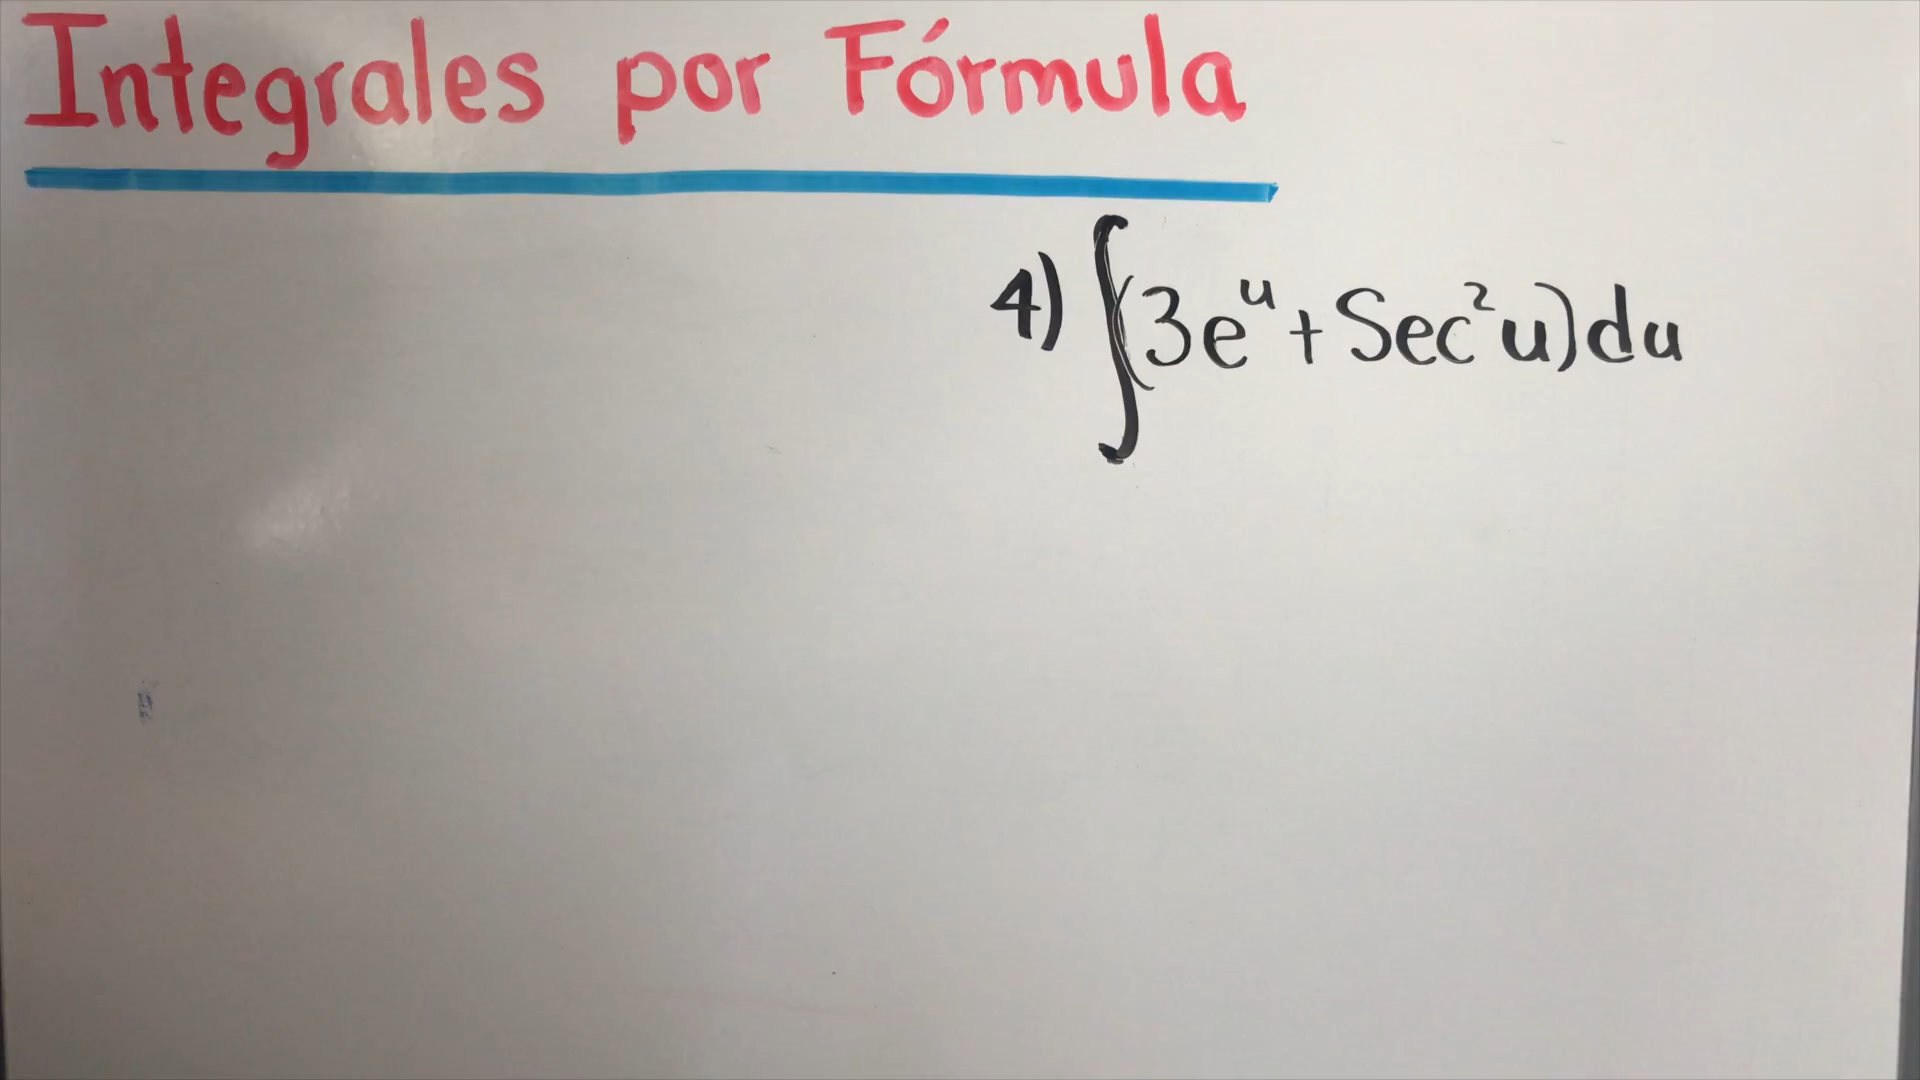 Integrales por Fórmula
4) ∫(3e^u + Sec²u)du